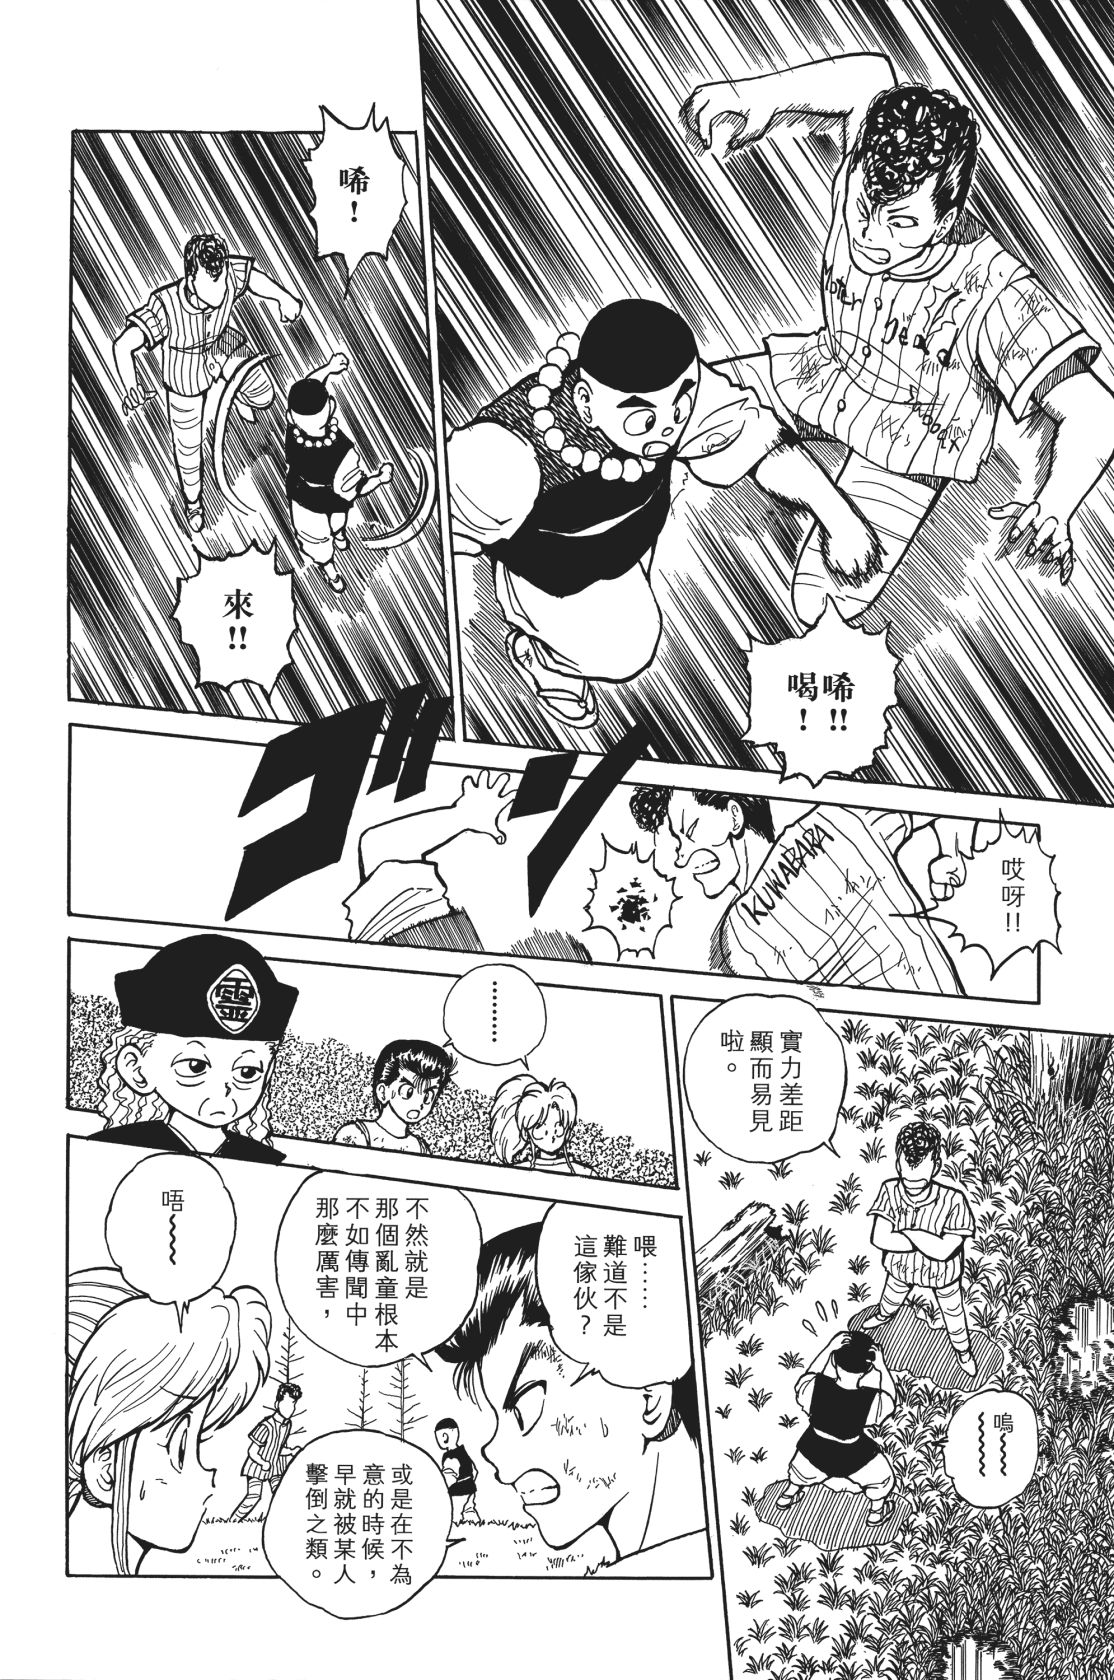 唏!!
喝!
唏!
來!!
Moter
Dead
KUWABARA
哎呀!!
ゴッ
實力差距
顯而易見
啦。
嗚~~
………
靈
喂……
難道不是
這傢伙?
不然就是
那個亂童根本
不如傳聞中
那麼厲害,
或是在不為
意的時候,
早就被某人
擊倒之類。
唔~~